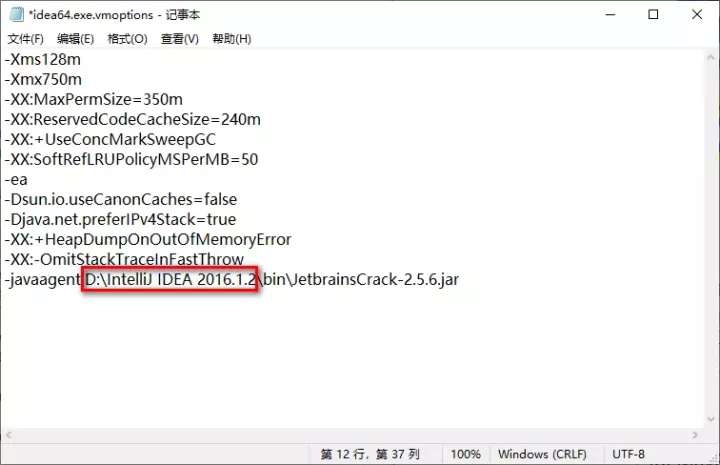 *idea64.exe.vmoptions - 记事本
文件(F) 编辑(E) 格式(O) 查看(V) 帮助(H)
-Xms128m
-Xmx750m
-XX:MaxPermSize=350m
-XX:ReservedCodeCacheSize=240m
-XX:+UseConcMarkSweepGC
-XX:SoftRefLRUPolicyMSPerMB=50
-ea
-Dsun.io.useCanonCaches=false
-Djava.net.preferIPv4Stack=true
-XX:+HeapDumpOnOutOfMemoryError
-XX:-OmitStackTraceInFastThrow
-javaagent:D:\IntelliJ IDEA 2016.1.2\bin\JetbrainsCrack-2.5.6.jar
第 12 行，第 37 列 100% Windows (CRLF) UTF-8